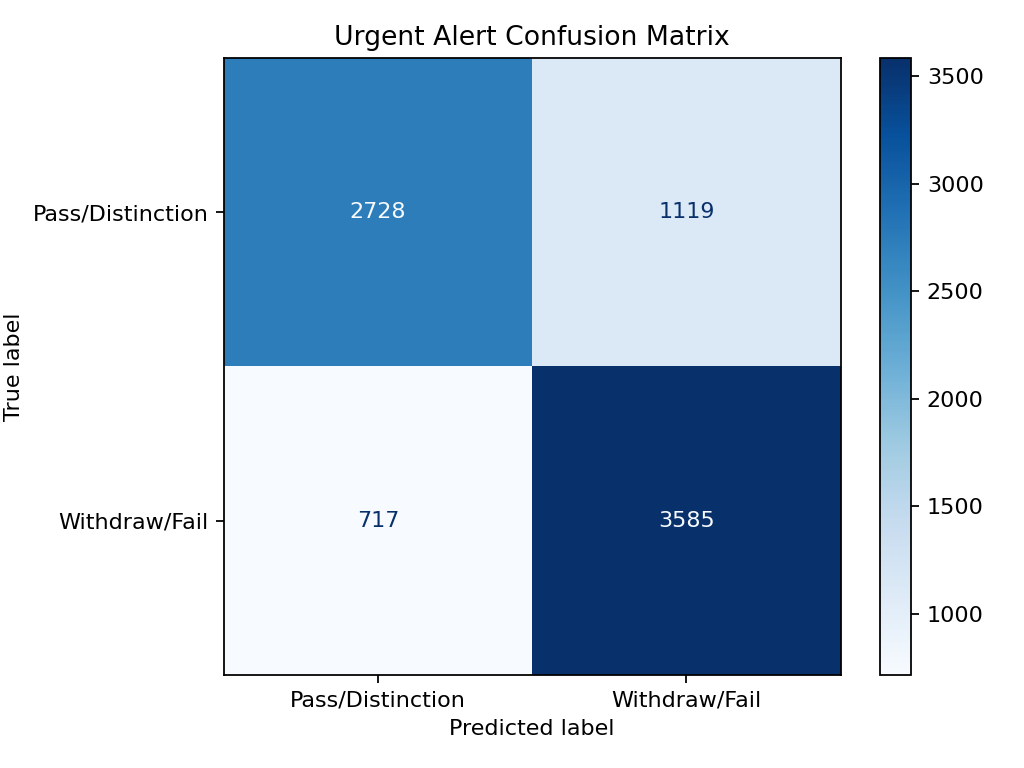 Urgent Alert Confusion Matrix
True label
Pass/Distinction
2728
1119
Withdraw/Fail
717
3585
Pass/Distinction
Withdraw/Fail
Predicted label
3500
3000
2500
2000
1500
1000